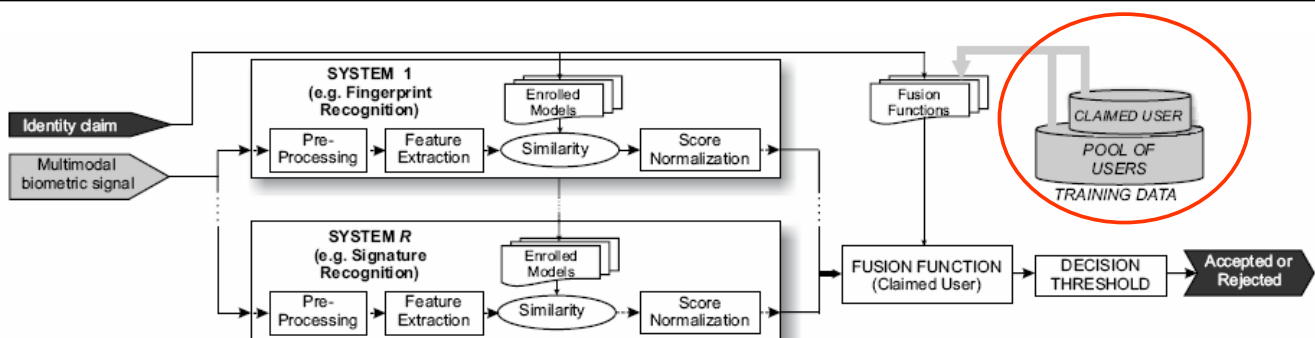 Identity claim
Multimodal
biometric signal
SYSTEM 1
(e.g. Fingerprint
Recognition)
Enrolled
Models
Pre-
Processing
Feature
Extraction
Similarity
Score
Normalization
SYSTEM R
(e.g. Signature
Recognition)
Enrolled
Models
Pre-
Processing
Feature
Extraction
Similarity
Score
Normalization
Fusion
Functions
CLAIMED USER
POOL OF
USERS
TRAINING DATA
FUSION FUNCTION
(Claimed User)
DECISION
THRESHOLD
Accepted or
Rejected